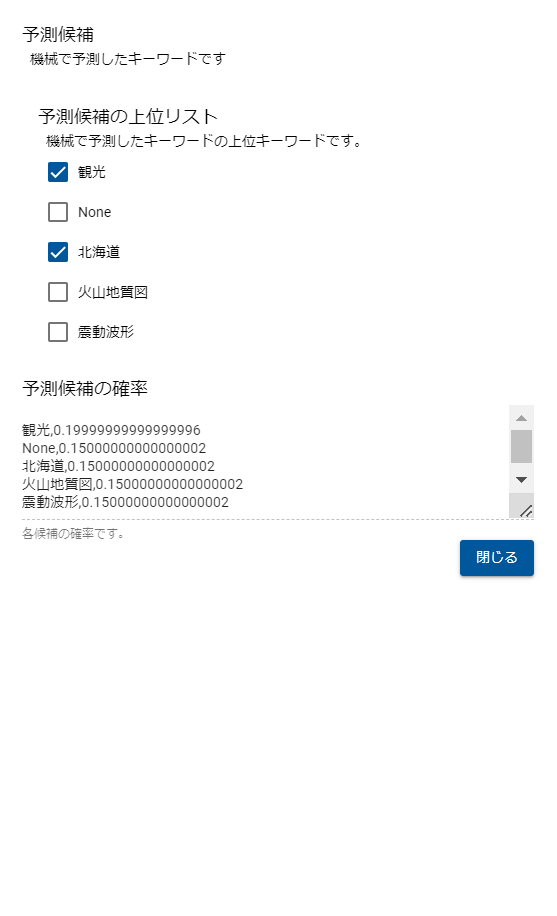 予測候補
機械で予測したキーワードです
予測候補の上位リスト
機械で予測したキーワードの上位キーワードです。
観光
None
北海道
火山地質図
震動波形
予測候補の確率
観光,0.19999999999999996
None,0.15000000000000002
北海道,0.15000000000000002
火山地質図,0.15000000000000002
震動波形,0.15000000000000002
各候補の確率です。
閉じる